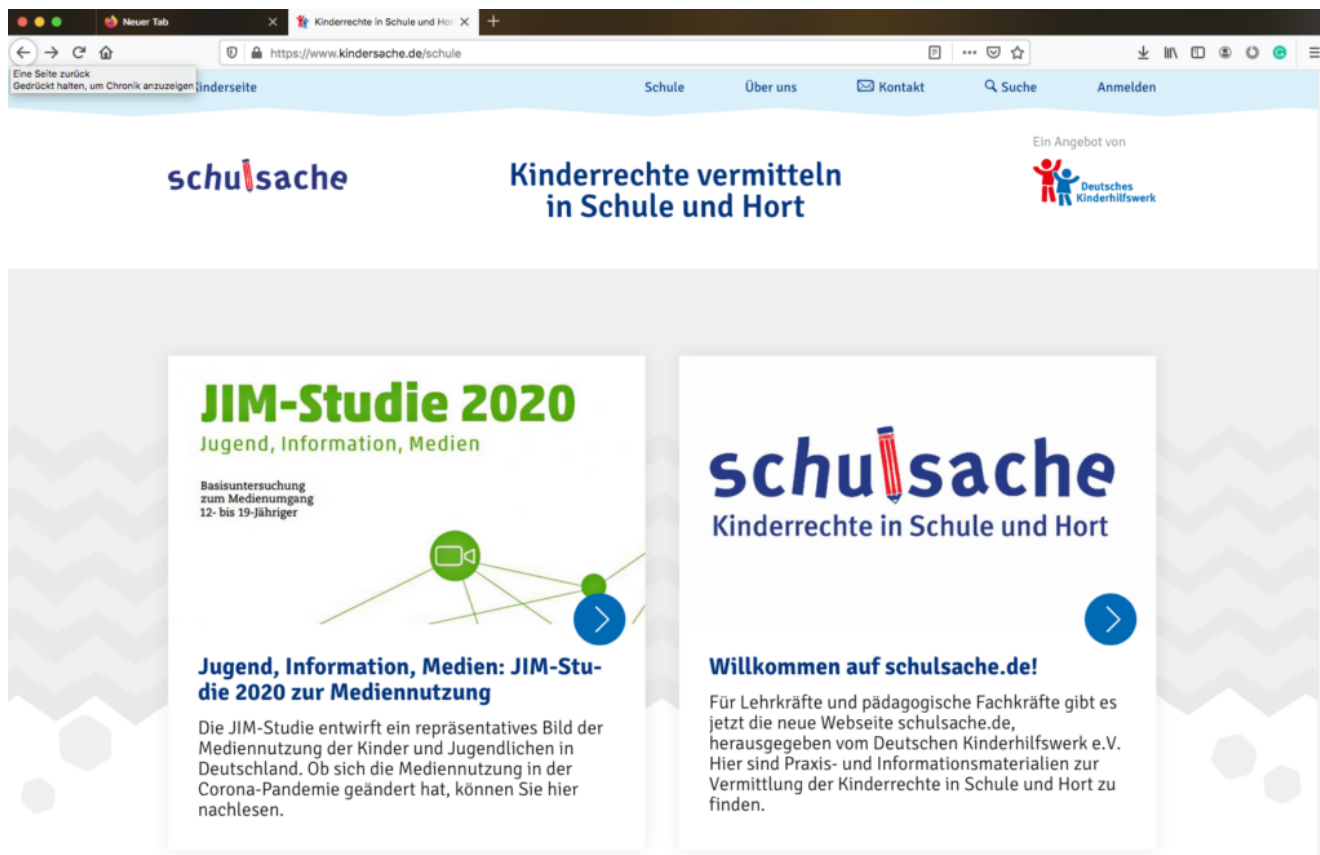 Neuer Tab
Kinderrechte in Schule und Hor
https://www.kindersache.de/schule
Eine Seite zurück
Gedrückt halten, um Chronik anzuzeigen
Kinderseite
Schule
Über uns
Kontakt
Suche
Anmelden
schulsache
Kinderrechte vermitteln
in Schule und Hort
Ein Angebot von
Deutsches
Kinderhilfswerk
JIM-Studie 2020
Jugend, Information, Medien
Basisuntersuchung
zum Medienumgang
12- bis 19-Jähriger
Jugend, Information, Medien: JIM-Stu-
die 2020 zur Mediennutzung
Die JIM-Studie entwirft ein repräsentatives Bild der
Mediennutzung der Kinder und Jugendlichen in
Deutschland. Ob sich die Mediennutzung in der
Corona-Pandemie geändert hat, können Sie hier
nachlesen.
schulsache
Kinderrechte in Schule und Hort
Willkommen auf schulsache.de!
Für Lehrkräfte und pädagogische Fachkräfte gibt es
jetzt die neue Webseite schulsache.de,
herausgegeben vom Deutschen Kinderhilfswerk e.V.
Hier sind Praxis- und Informationsmaterialien zur
Vermittlung der Kinderrechte in Schule und Hort zu
finden.